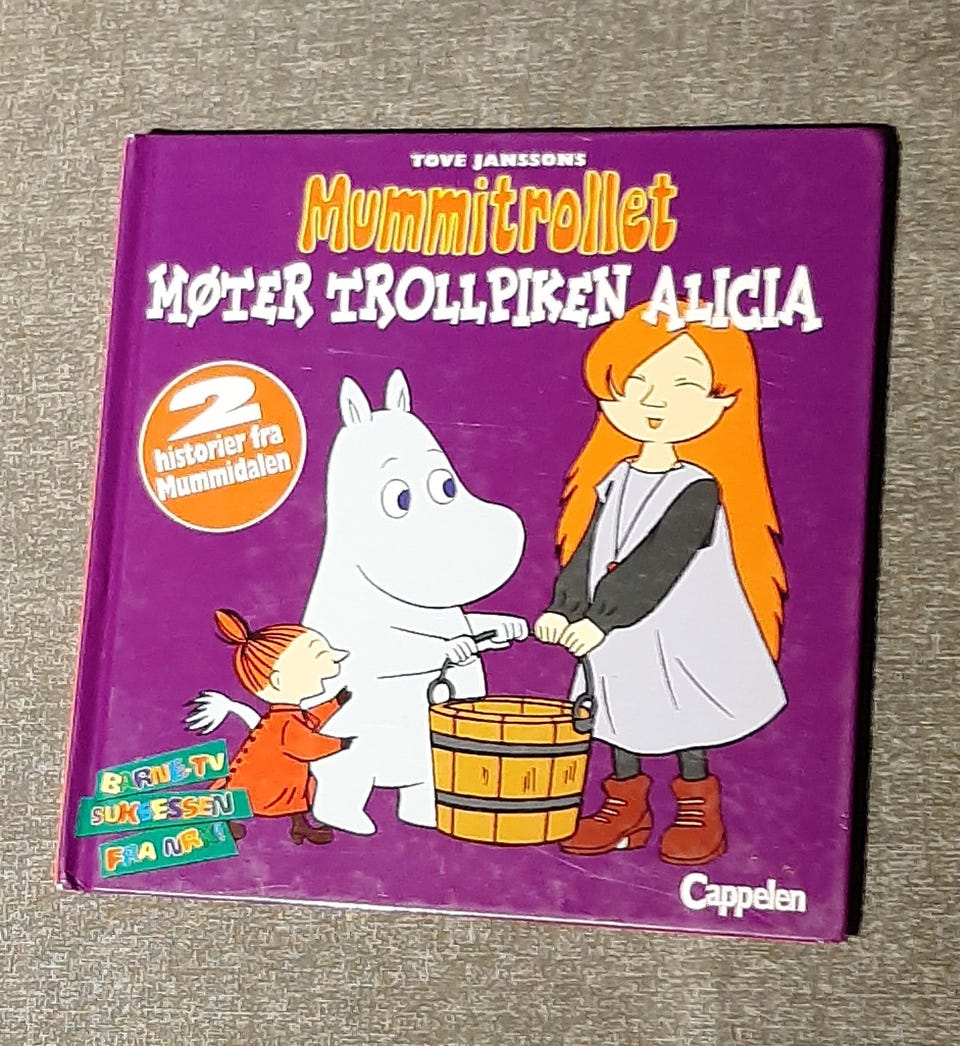 TOVE JANSSONS
Mummitrollet
MØTER TROLLPIKEN ALICIA
2
historier fra
Mummidalen
BARNE-TV
SUKSESSEN
FRA NRK!
Cappelen